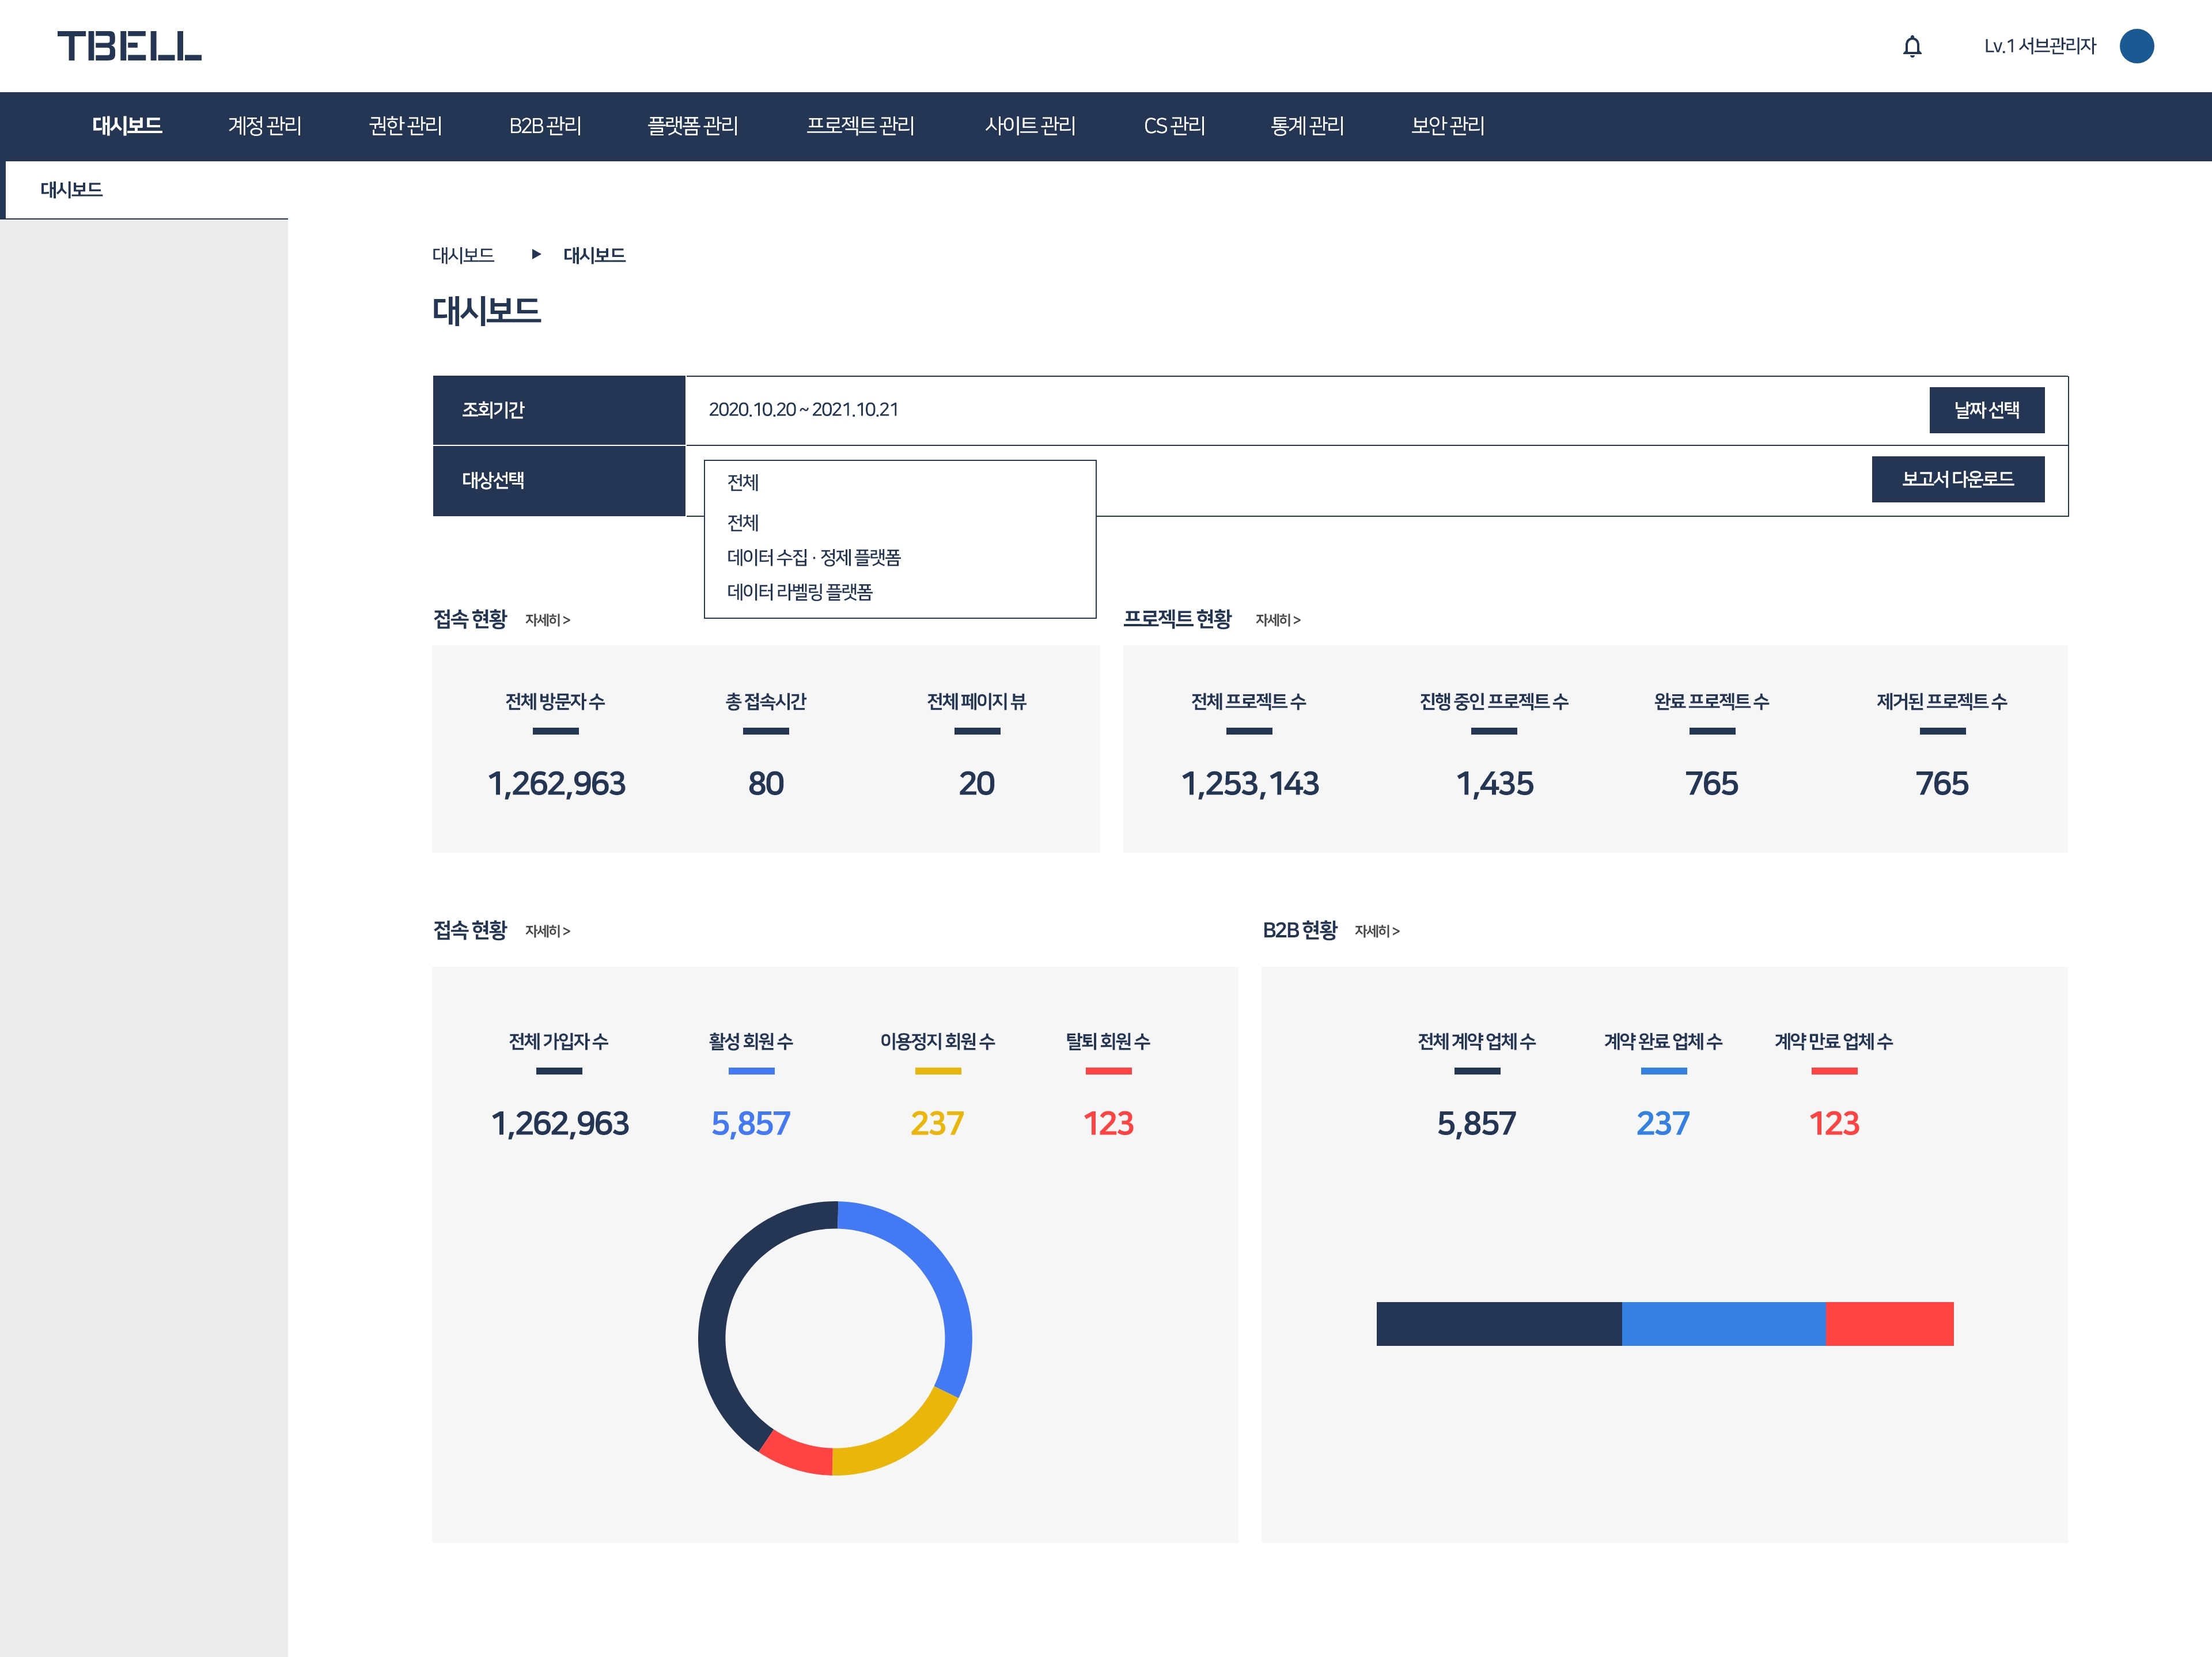 TBELL
Lv.1 서브관리자
대시보드 계정 관리 권한 관리 B2B 관리 플랫폼 관리 프로젝트 관리 사이트 관리 CS 관리 통계 관리 보안 관리
대시보드
대시보드 ▶ 대시보드
대시보드
조회기간 2020.10.20 ~ 2021.10.21 날짜 선택
대상선택 전체 보고서 다운로드
전체
데이터 수집 · 정제 플랫폼
데이터 라벨링 플랫폼
접속 현황 자세히 > 프로젝트 현황 자세히 >
전체 방문자 수 총 접속시간 전체 페이지 뷰 전체 프로젝트 수 진행 중인 프로젝트 수 완료 프로젝트 수 제거된 프로젝트 수
1,262,963 80 20 1,253,143 1,435 765 765
접속 현황 자세히 > B2B 현황 자세히 >
전체 가입자 수 활성 회원 수 이용정지 회원 수 탈퇴 회원 수 전체 계약 업체 수 계약 완료 업체 수 계약 만료 업체 수
1,262,963 5,857 237 123 5,857 237 123